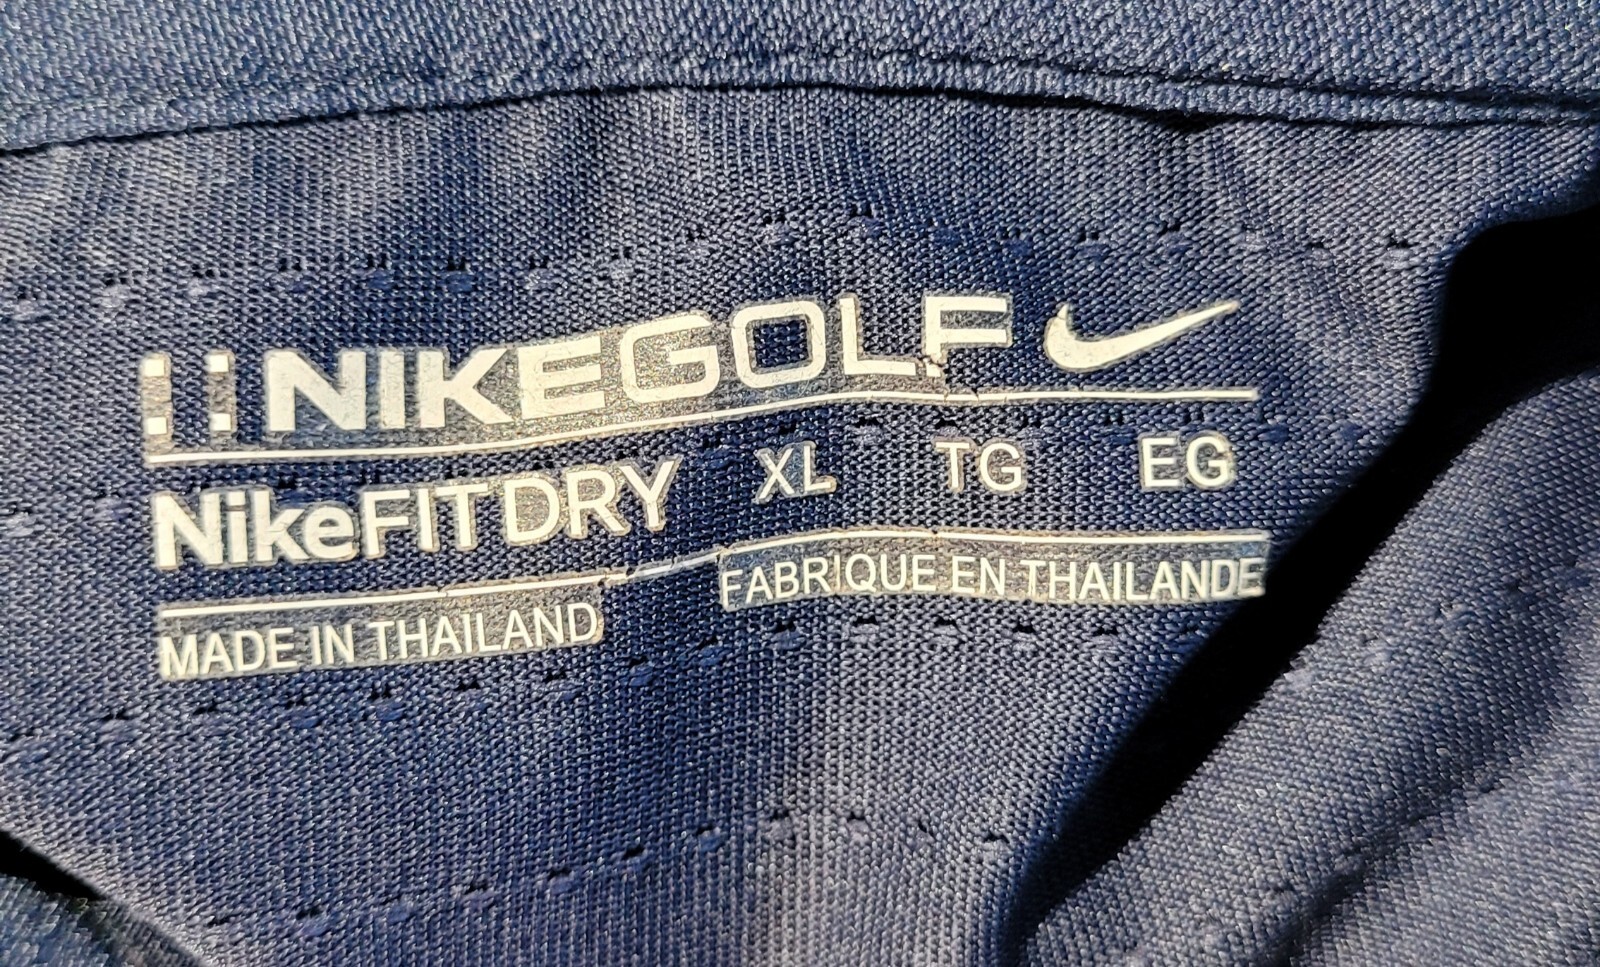 NIKEGOLF
NikeFITDRY XL TG EG
MADE IN THAILAND FABRIQUE EN THAILANDE